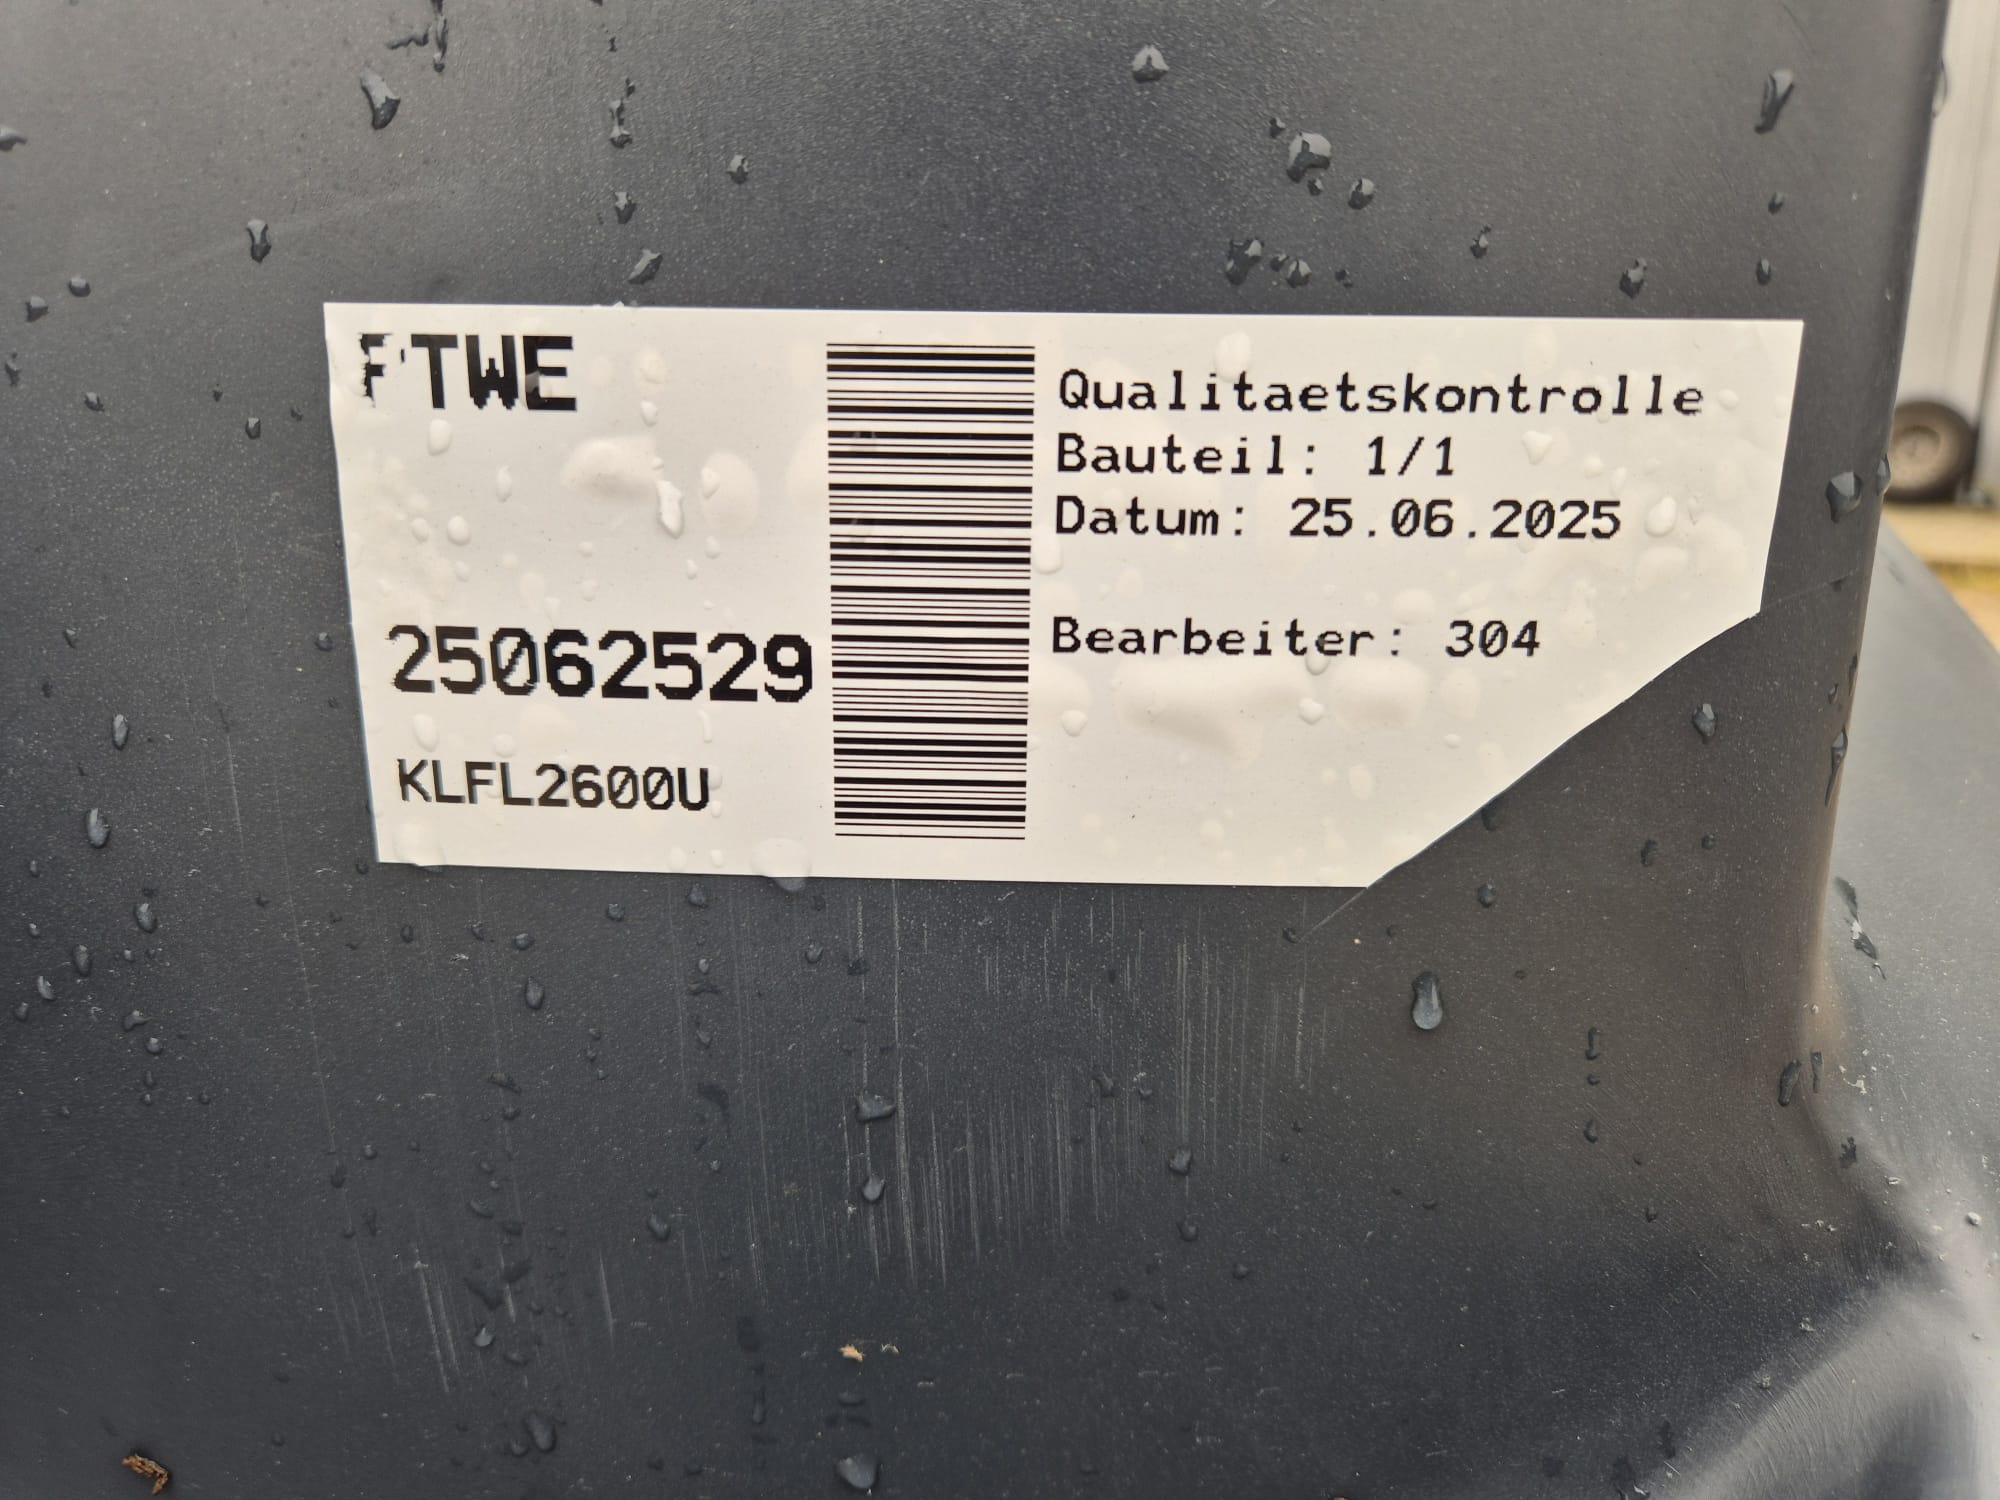 FTWE
25062529
KLFL2600U
Qualitaetskontrolle
Bauteil: 1/1
Datum: 25.06.2025
Bearbeiter: 304